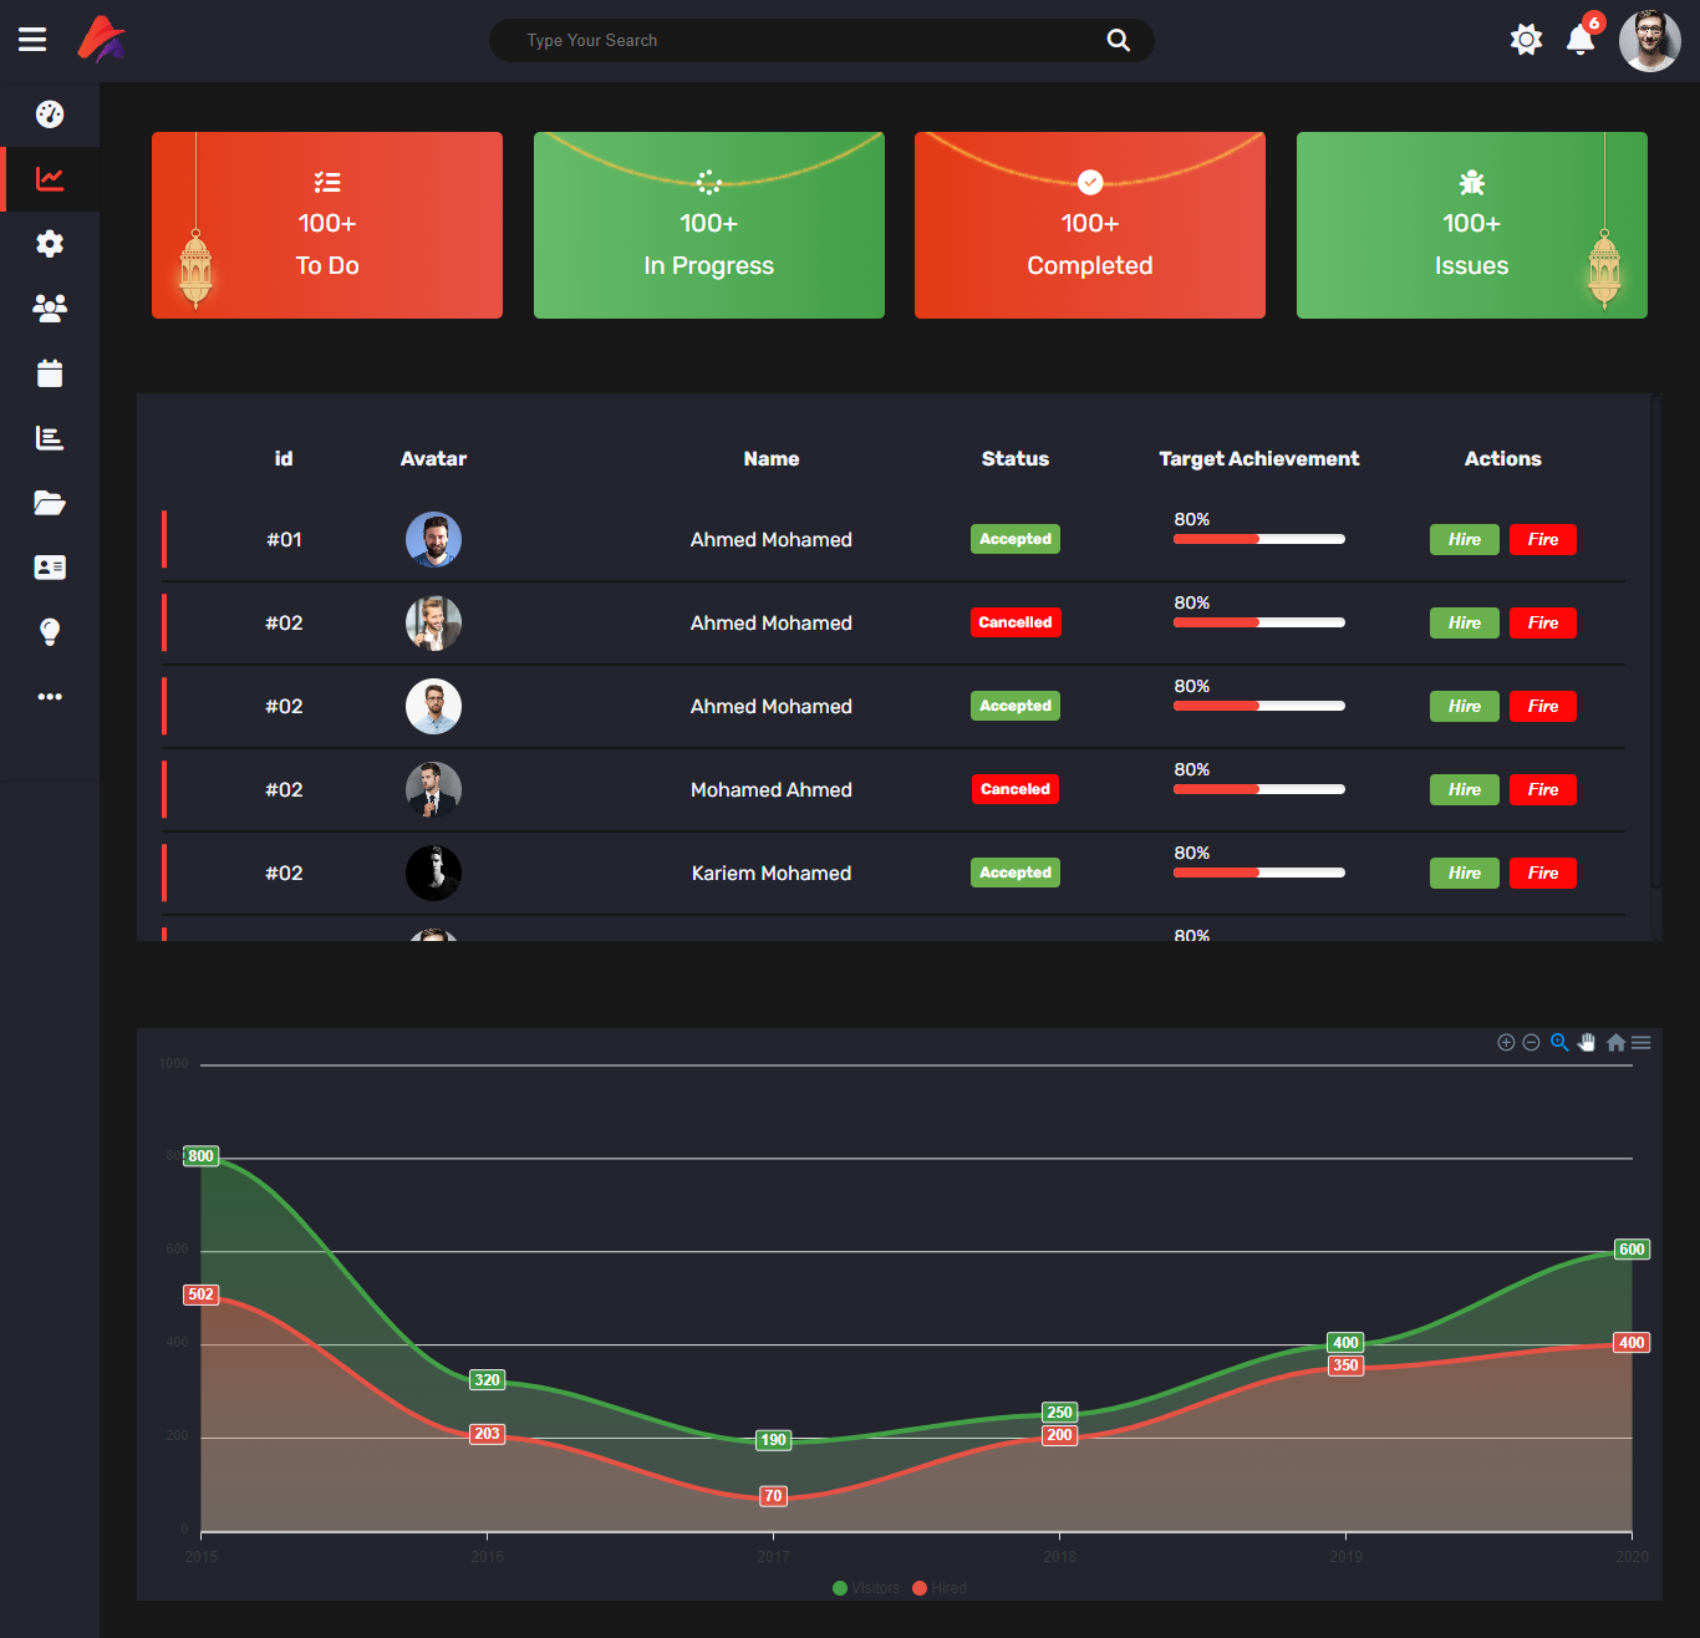 Type Your Search
6
100+
To Do
100+
In Progress
100+
Completed
100+
Issues
id Avatar Name Status Target Achievement Actions
#01 Ahmed Mohamed Accepted 80% Hire Fire
#02 Ahmed Mohamed Cancelled 80% Hire Fire
#02 Ahmed Mohamed Accepted 80% Hire Fire
#02 Mohamed Ahmed Canceled 80% Hire Fire
#02 Kariem Mohamed Accepted 80% Hire Fire
80%
1000
800
800
600
600
502
400
400
400
350
320
250
200
203
200
190
70
0
2015 2016 2017 2018 2019 2020
Visitors Hired